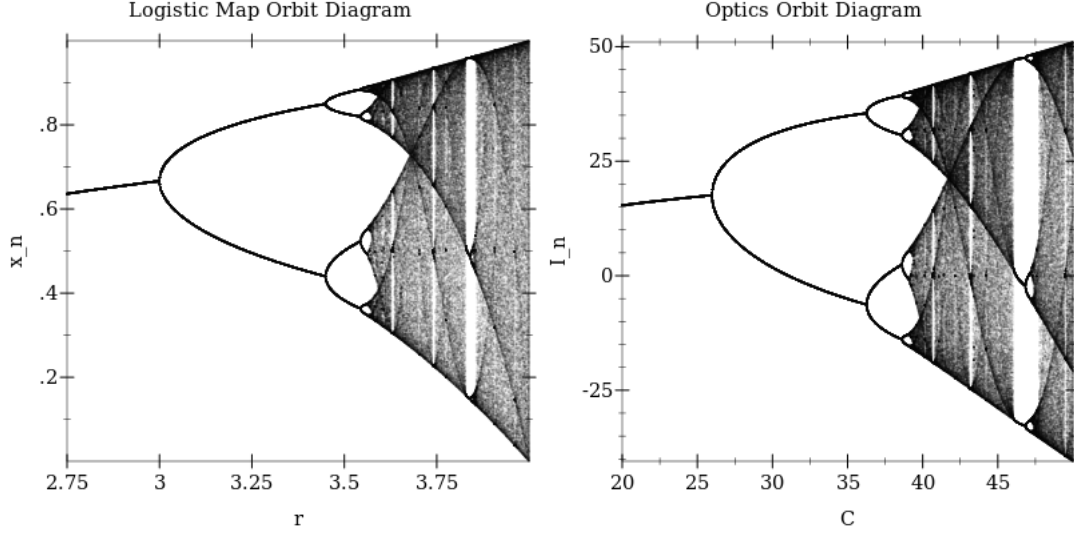 Logistic Map Orbit Diagram
.8
.6
.4
.2
x_n
2.75 3 3.25 3.5 3.75
r
Optics Orbit Diagram
50
25
0
-25
I_n
20 25 30 35 40 45
C